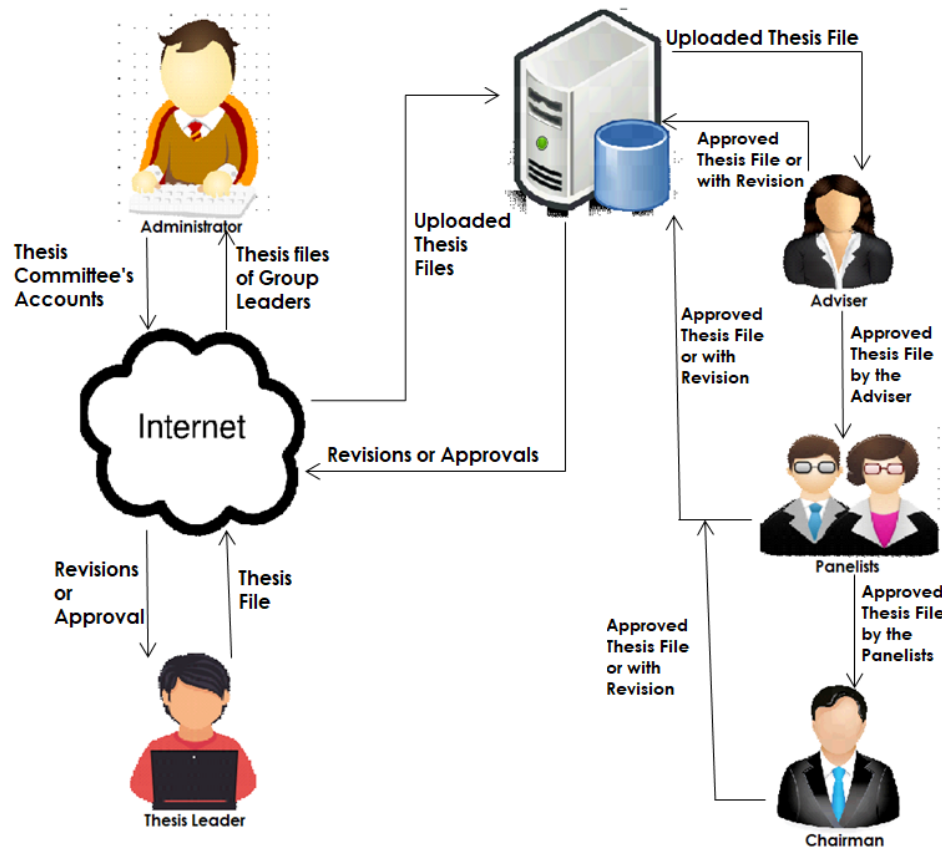 Uploaded Thesis File
Approved
Thesis File or
with Revision
Administrator
Thesis
Committee's
Accounts
Thesis files
of Group
Leaders
Uploaded
Thesis
Files
Adviser
Approved
Thesis File
or with
Revision
Approved
Thesis File
by the
Adviser
Internet
Revisions or Approvals
Panelists
Revisions
or
Approval
Thesis
File
Approved
Thesis File
by the
Panelists
Approved
Thesis File
or with
Revision
Thesis Leader
Chairman